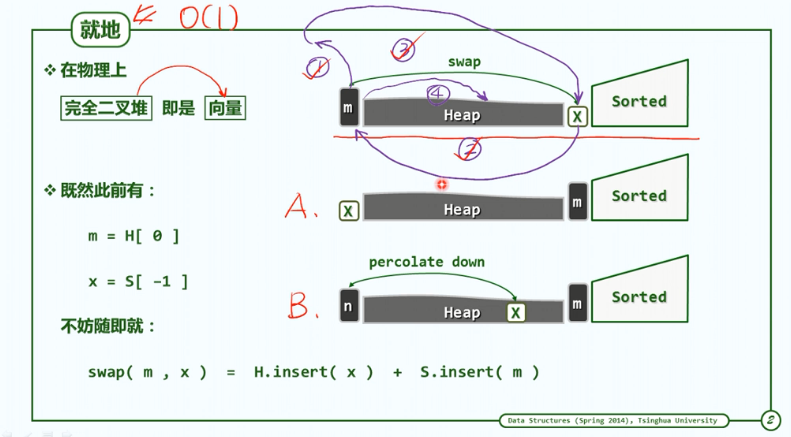 就地
O(1)
❖ 在物理上
完全二叉堆 即是 向量
① ③
swap
④
m Heap X Sorted
②
❖ 既然此前有：
A. X Heap m Sorted
m = H[ 0 ]
x = S[ -1 ]
percolate down
B. n Heap X m Sorted
不妨随即就：
swap( m , x ) = H.insert( x ) + S.insert( m )
Data Structures (Spring 2014), Tsinghua University
2